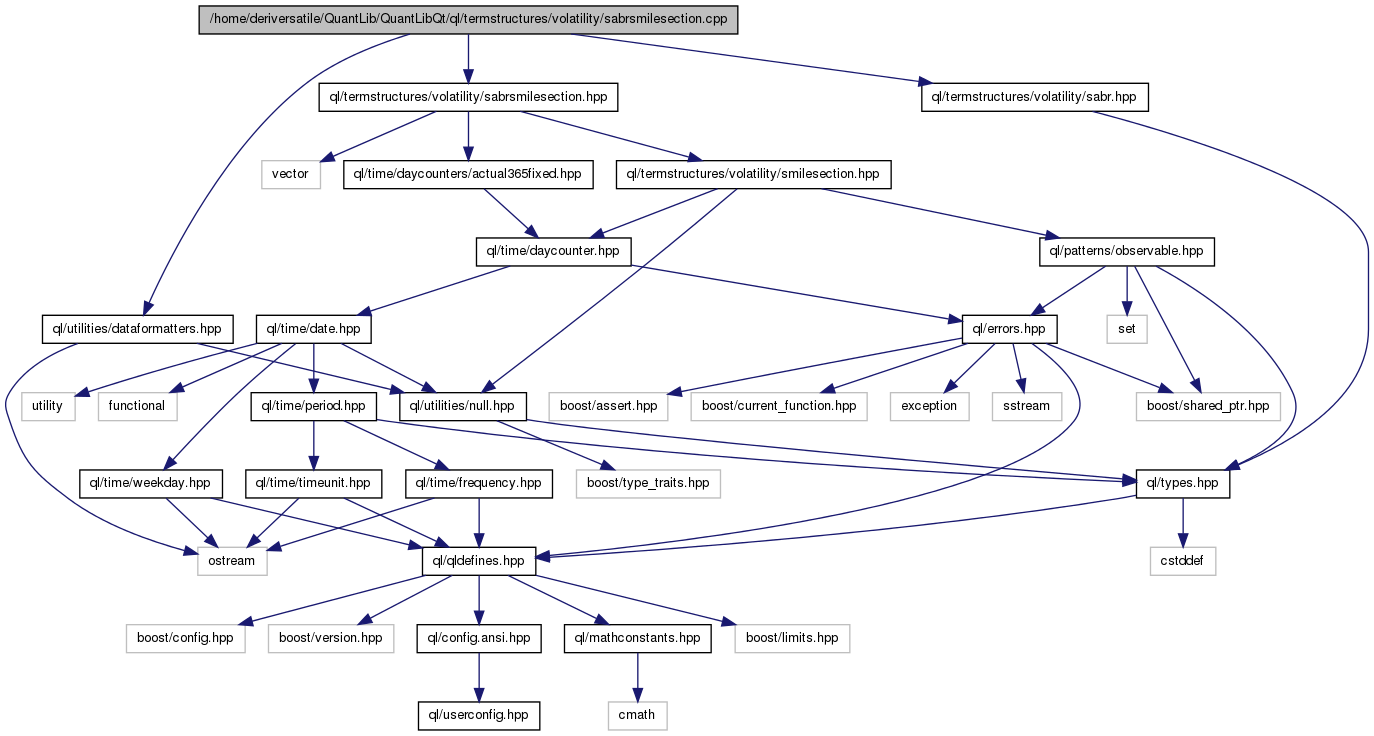 /home/deriversatile/QuantLib/QuantLibQt/ql/termstructures/volatility/sabrsmilesection.cpp
ql/termstructures/volatility/sabrsmilesection.hpp
ql/termstructures/volatility/sabr.hpp
vector
ql/time/daycounters/actual365fixed.hpp
ql/termstructures/volatility/smilesection.hpp
ql/time/daycounter.hpp
ql/patterns/observable.hpp
ql/utilities/dataformatters.hpp
ql/time/date.hpp
ql/errors.hpp
set
utility
functional
ql/time/period.hpp
ql/utilities/null.hpp
boost/assert.hpp
boost/current_function.hpp
exception
sstream
boost/shared_ptr.hpp
ql/time/weekday.hpp
ql/time/timeunit.hpp
ql/time/frequency.hpp
boost/type_traits.hpp
ql/types.hpp
ostream
ql/qldefines.hpp
cstddef
boost/config.hpp
boost/version.hpp
ql/config.ansi.hpp
ql/mathconstants.hpp
boost/limits.hpp
ql/userconfig.hpp
cmath